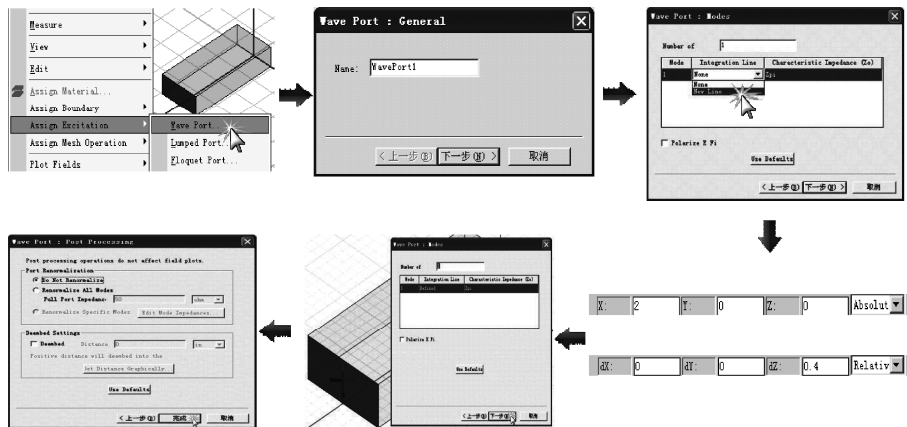 Measure
View
Edit
Assign Material...
Assign Boundary
Assign Excitation
Assign Mesh Operation
Plot Fields
Wave Port...
Lumped Port...
Floquet Port...
Wave Port : General
Name: WavePort1
< 上一步(B) 下一步(N) > 取消
Wave Port : Modes
Number of 1
Mode Integration Line Characteristic Impedance (Zo)
1 None Zpi
None
New Line
Polarize E Fi
Use Defaults
< 上一步(B) 下一步(N) > 取消
X: 2 Y: 0 Z: 0 Absolut
dX: 0 dY: 0 dZ: 0.4 Relativ
Wave Port : Modes
Number of 1
Mode Integration Line Characteristic Impedance (Zo)
1 Defined Zpi
Polarize E Fi
Use Defaults
< 上一步(B) 下一步(N) > 取消
Wave Port : Post Processing
Post processing operations do not affect field plots.
Port Renormalization
Do Not Renormalize
Renormalize All Modes
Full Port Impedanc 50 ohm
Renormalize Specific Modes Edit Mode Impedances...
Deembed Settings
Deembed Distance 0 in
Positive distance will deembed into the
Get Distance Graphically...
Use Defaults
< 上一步(B) 完成 取消